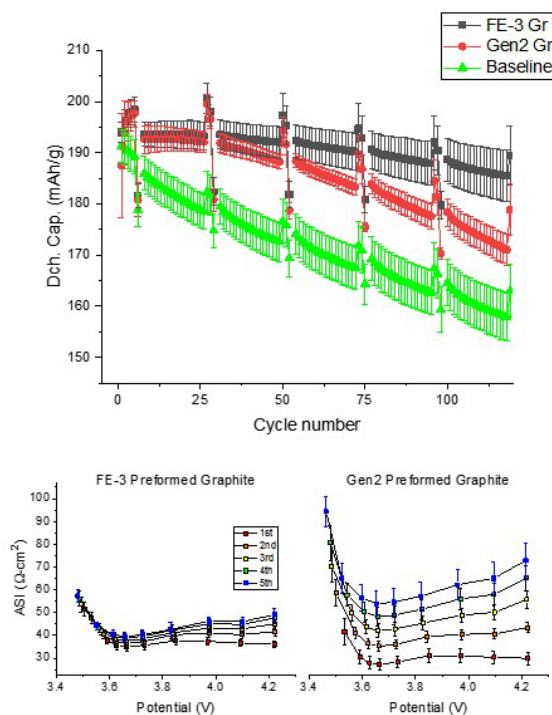 FE-3 Gr
Gen2 Gr
Baseline
210
200
190
180
170
160
150
Dch. Cap. (mAh/g)
0 25 50 75 100
Cycle number
FE-3 Preformed Graphite Gen2 Preformed Graphite
100
90
80
70
60
50
40
30
ASI (Ω-cm²)
1st
2nd
3rd
4th
5th
3.4 3.6 3.8 4.0 4.2 3.4 3.6 3.8 4.0 4.2
Potential (V) Potential (V)